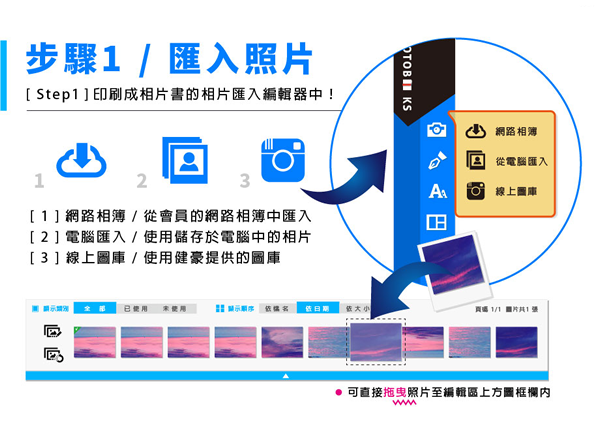 步驟1 / 匯入照片
[ Step1 ] 印刷成相片書的相片匯入編輯器中！
1
2
3
[ 1 ] 網路相簿 / 從會員的網路相簿中匯入
[ 2 ] 電腦匯入 / 使用儲存於電腦中的相片
[ 3 ] 線上圖庫 / 使用健豪提供的圖庫
KS
網路相簿
從電腦匯入
線上圖庫
顯示類別 全部 已使用 未使用 顯示順序 依檔名 依日期 依大小 頁碼 1/1 圖片共1 張
可直接拖曳照片至編輯區上方圖框欄內